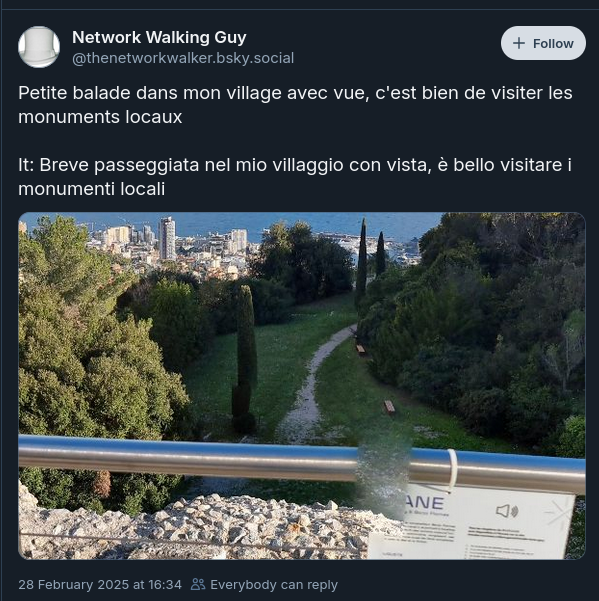 Network Walking Guy
@thenetworkwalker.bsky.social
+ Follow
Petite balade dans mon village avec vue, c'est bien de visiter les
monuments locaux
It: Breve passeggiata nel mio villaggio con vista, è bello visitare i
monumenti locali
ANE
28 February 2025 at 16:34
Everybody can reply